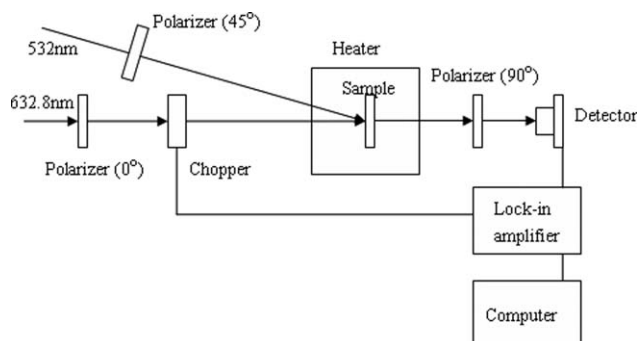 Polarizer (45°)
532nm
Heater
Sample
Polarizer (90°)
632.8nm
Detector
Polarizer (0°)
Chopper
Lock-in
amplifier
Computer